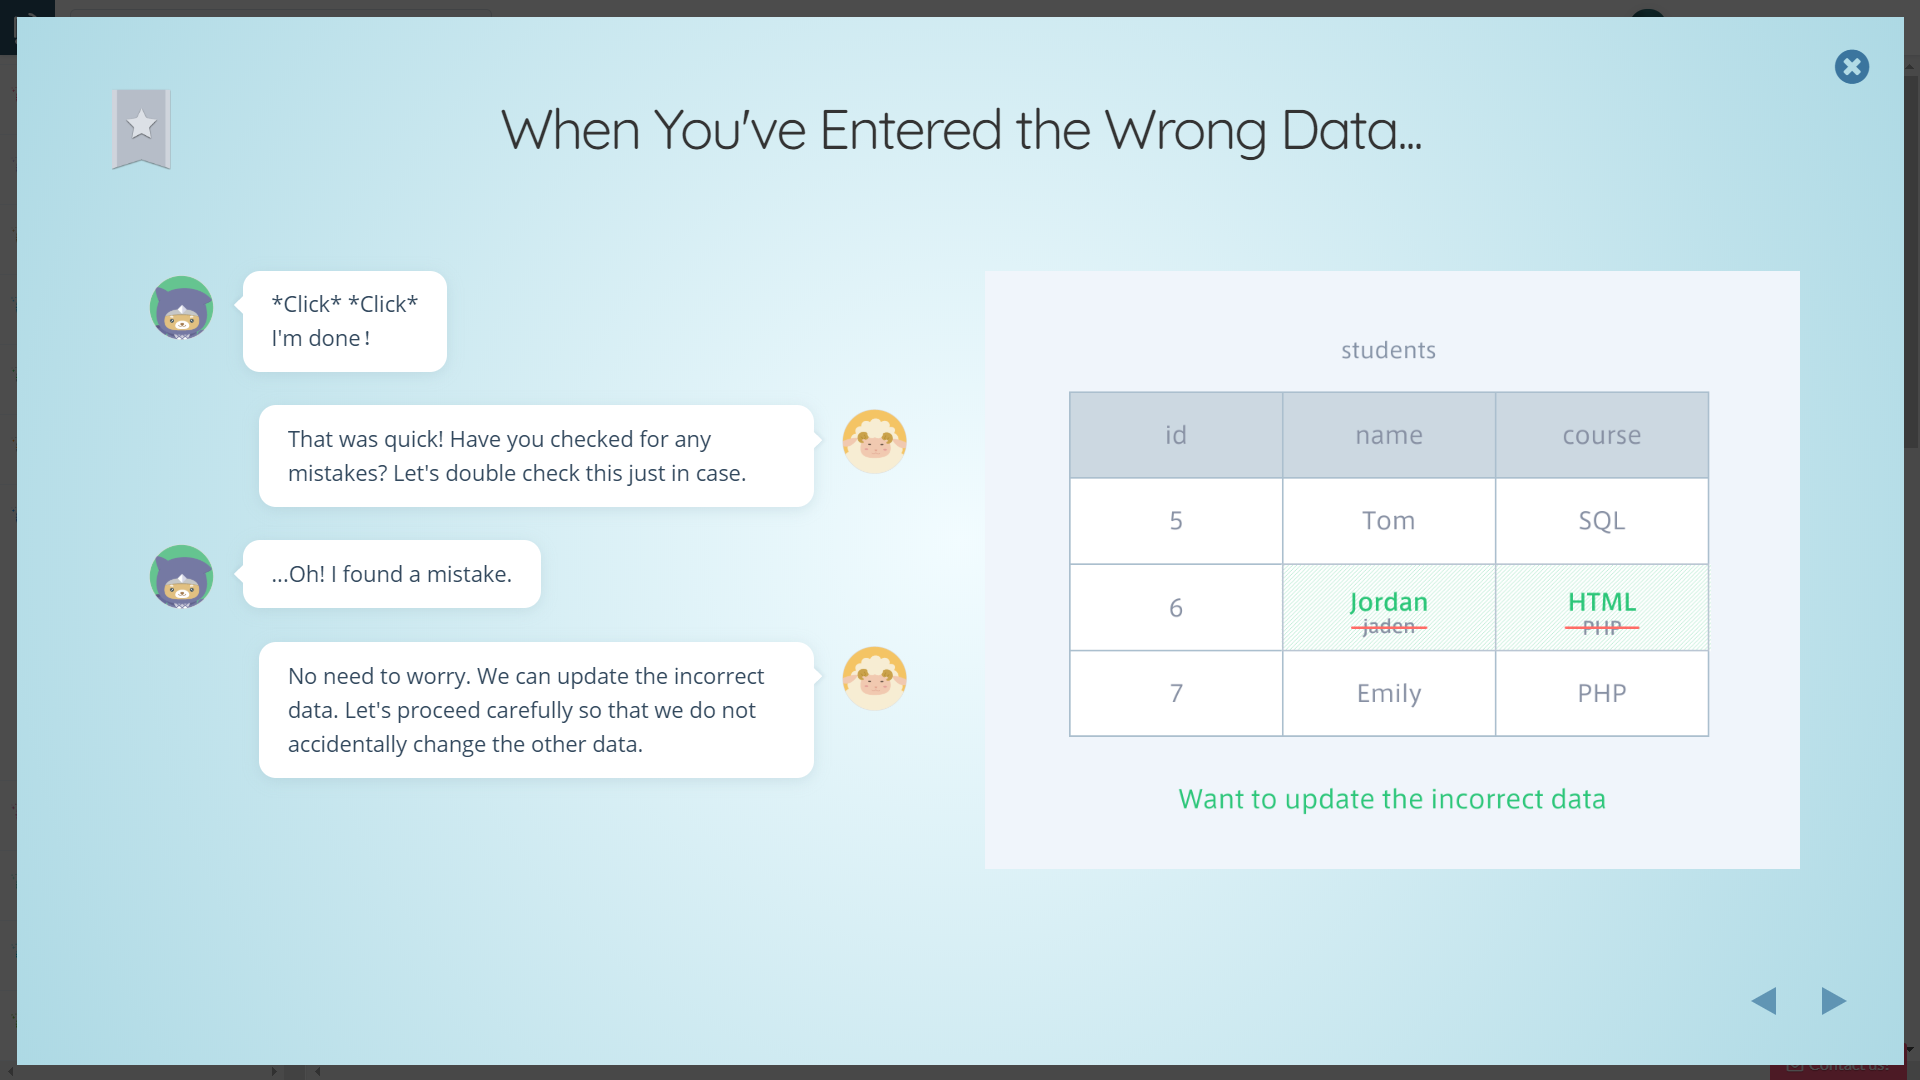 When You've Entered the Wrong Data...
*Click* *Click*
I'm done!
That was quick! Have you checked for any
mistakes? Let's double check this just in case.
...Oh! I found a mistake.
No need to worry. We can update the incorrect
data. Let's proceed carefully so that we do not
accidentally change the other data.
students
id name course
5 Tom SQL
6 Jordan HTML
jaden PHP
7 Emily PHP
Want to update the incorrect data
Contact us!